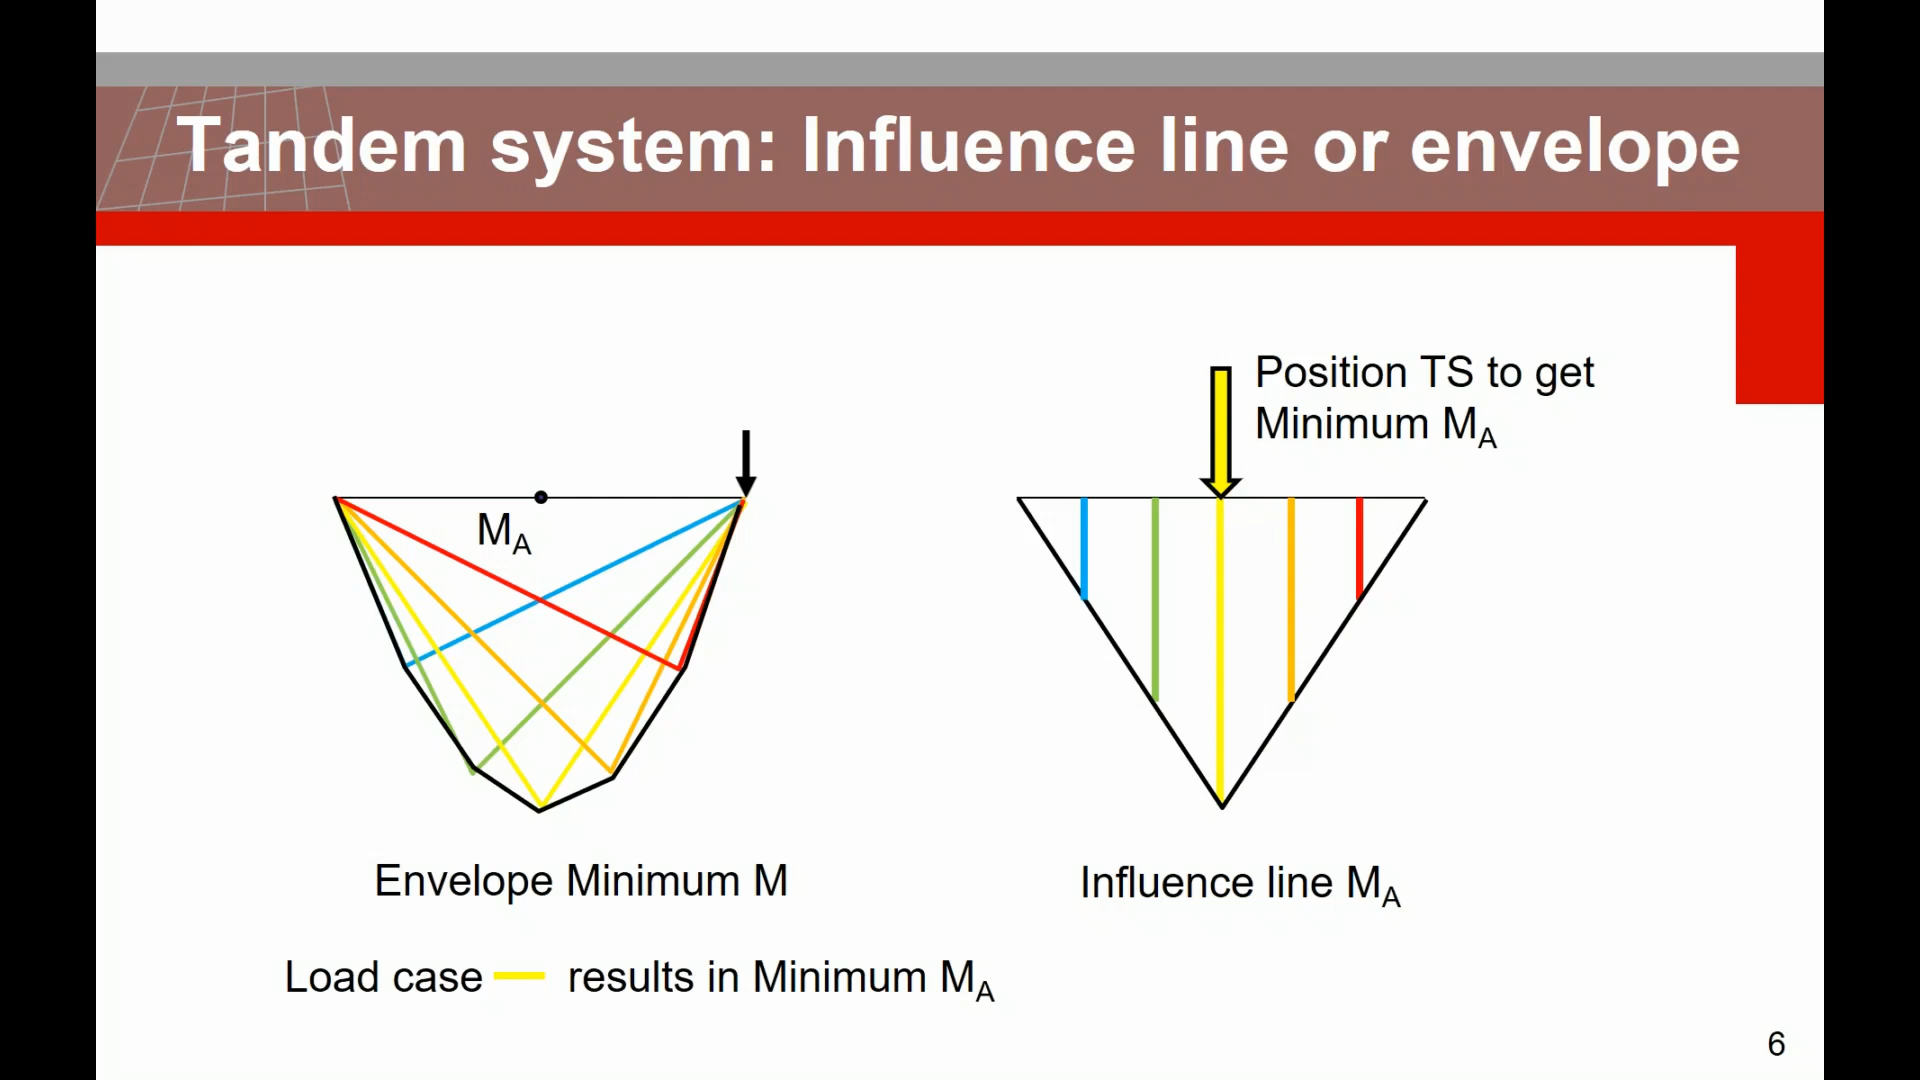 Tandem system: Influence line or envelope
Position TS to get
Minimum MA
MA
Envelope Minimum M
Influence line MA
Load case results in Minimum MA
6